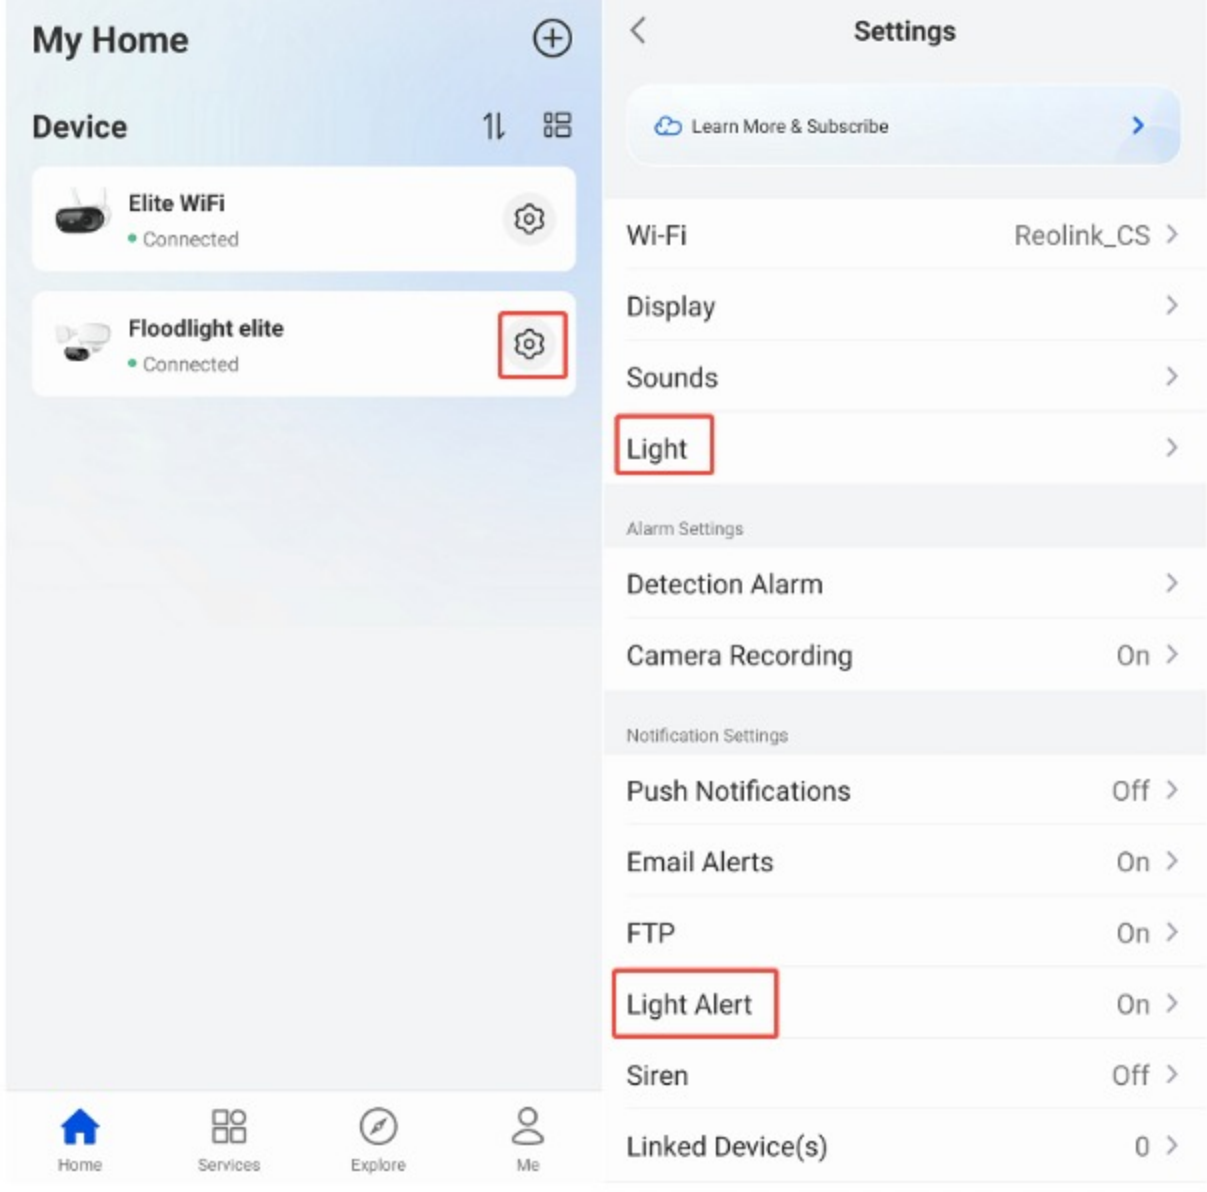 My Home
Device
Elite WiFi
Connected
Floodlight elite
Connected
Home
Services
Explore
Me
Settings
Learn More & Subscribe
Wi-Fi Reolink_CS
Display
Sounds
Light
Alarm Settings
Detection Alarm
Camera Recording On
Notification Settings
Push Notifications Off
Email Alerts On
FTP On
Light Alert On
Siren Off
Linked Device(s) 0